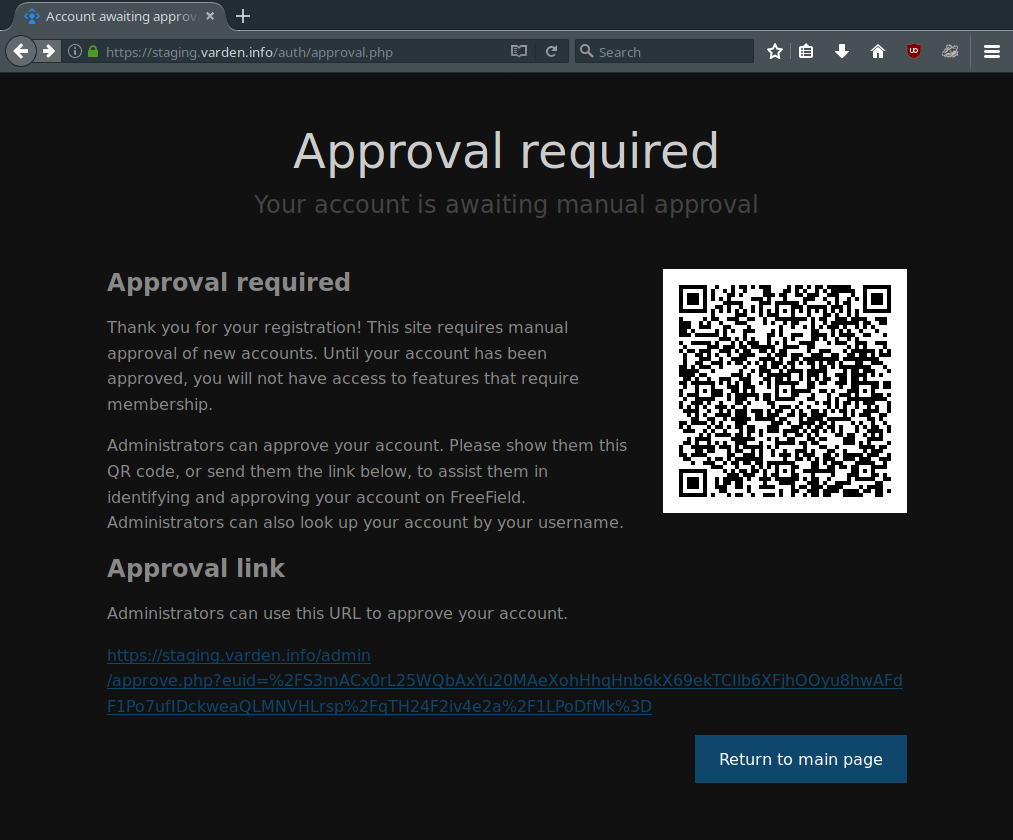 Account awaiting approv
https://staging.varden.info/auth/approval.php
Search
Approval required
Your account is awaiting manual approval
Approval required
Thank you for your registration! This site requires manual
approval of new accounts. Until your account has been
approved, you will not have access to features that require
membership.
Administrators can approve your account. Please show them this
QR code, or send them the link below, to assist them in
identifying and approving your account on FreeField.
Administrators can also look up your account by your username.
Approval link
Administrators can use this URL to approve your account.
https://staging.varden.info/admin
/approve.php?euid=%2FS3mACx0rL25WQbAxYu20MAeXohHhqHnb6kX69ekTCIlb6XFjhOOyu8hwAFd
F1Po7ufIDckweaQLMNVHLrsp%2FqTH24F2iv4e2a%2F1LPoDfMk%3D
Return to main page